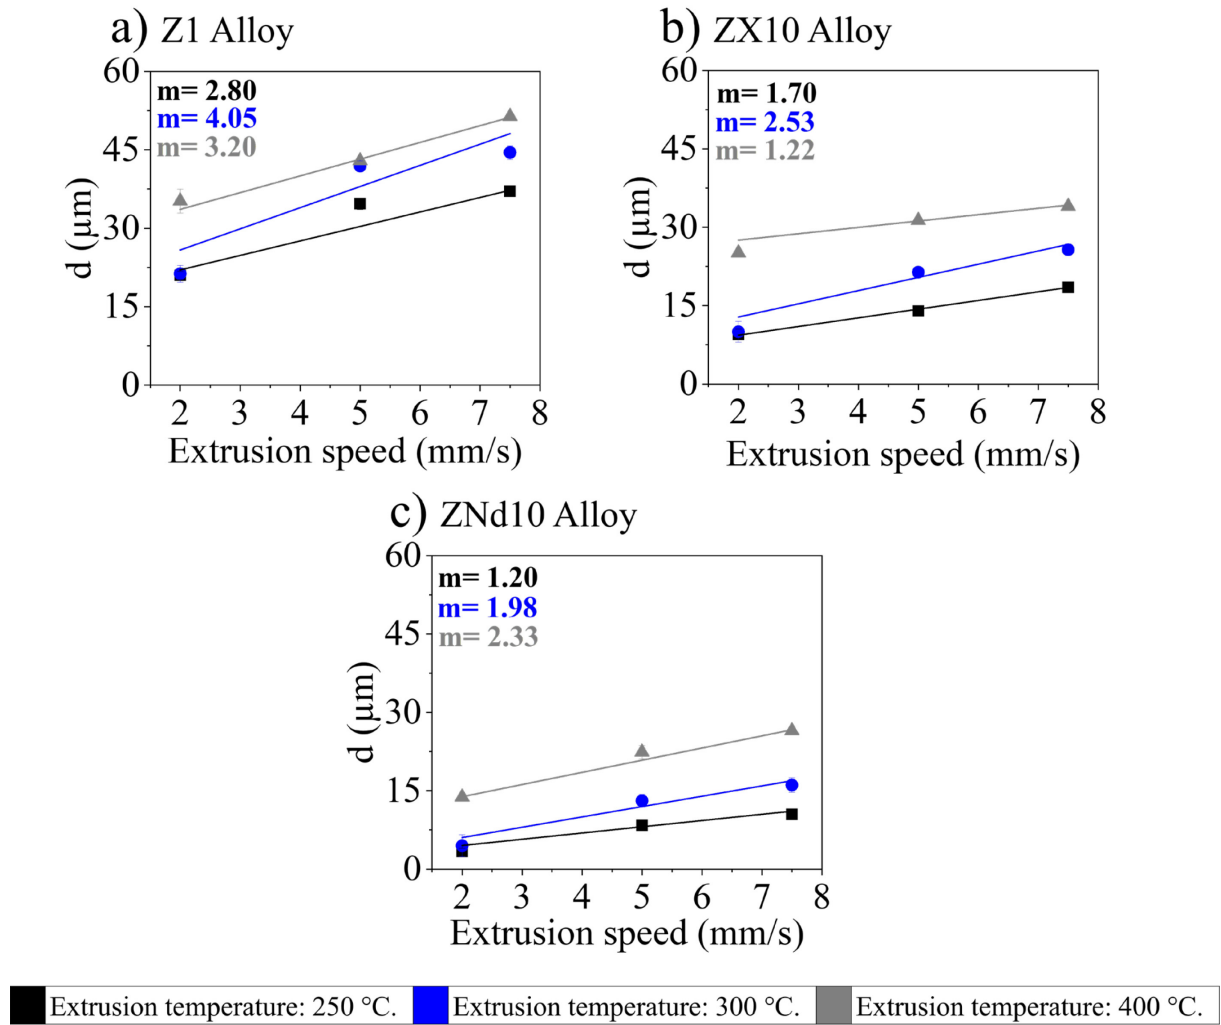 a) Z1 Alloy
60
45
30
15
0
m= 2.80
m= 4.05
m= 3.20
d (μm)
2 3 4 5 6 7 8
Extrusion speed (mm/s)
b) ZX10 Alloy
60
45
30
15
0
m= 1.70
m= 2.53
m= 1.22
d (μm)
2 3 4 5 6 7 8
Extrusion speed (mm/s)
c) ZNd10 Alloy
60
45
30
15
0
m= 1.20
m= 1.98
m= 2.33
d (μm)
2 3 4 5 6 7 8
Extrusion speed (mm/s)
Extrusion temperature: 250 °C. Extrusion temperature: 300 °C. Extrusion temperature: 400 °C.